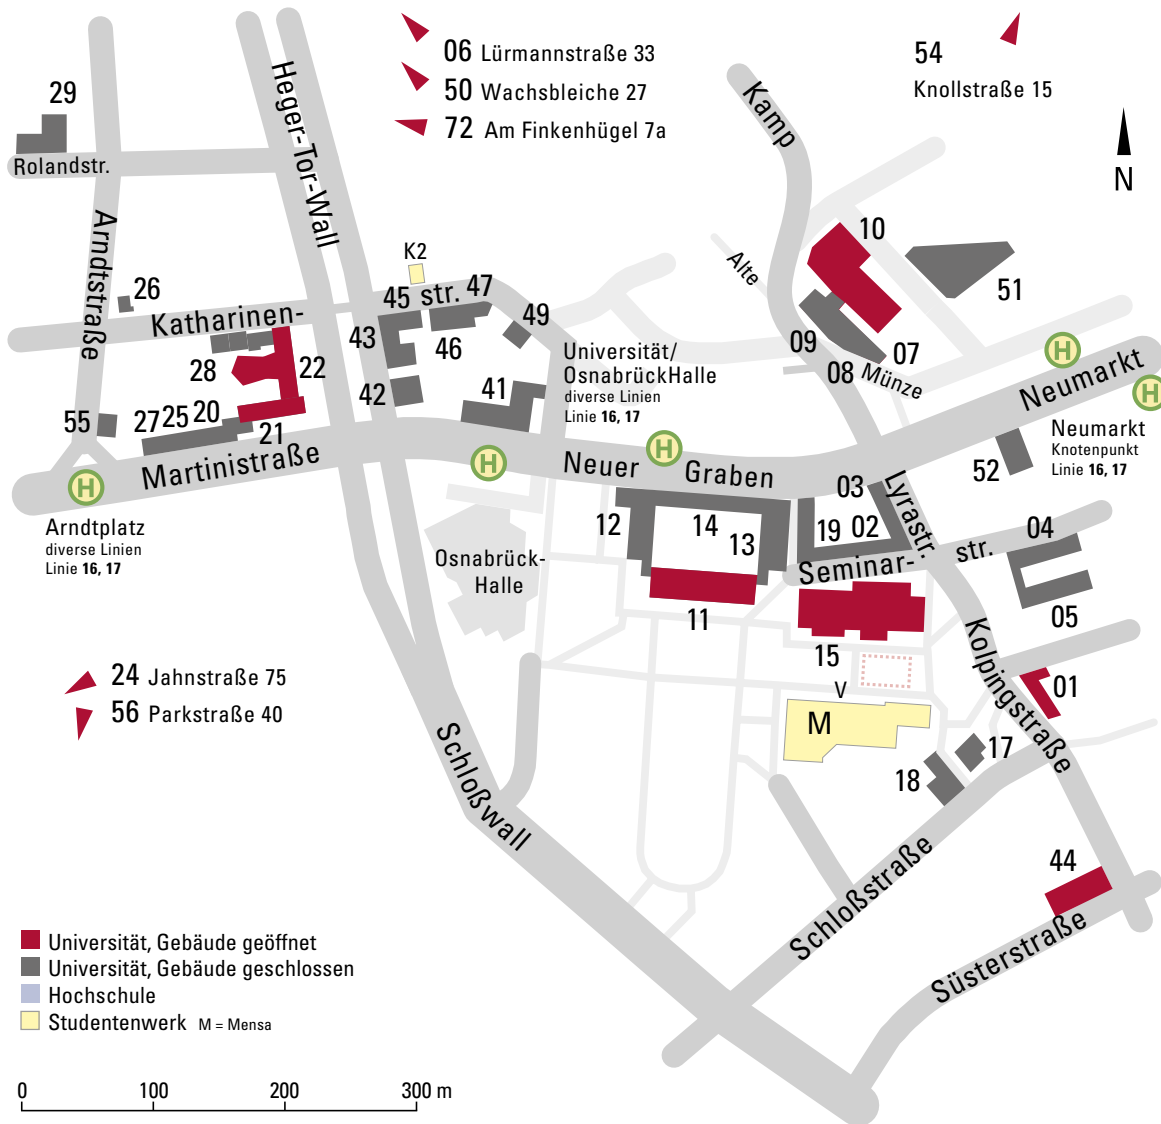 06 Lürmannstraße 33
50 Wachsbleiche 27
72 Am Finkenhügel 7a
54
Knollstraße 15
N
29
Rolandstr.
Heger-Tor-Wall
Kamp
Arndtstraße
26
K2
Katharinen-
str.
45
47
43
46
49
42
41
28
22
55
27
25
20
21
Martinistraße
H
Arndtplatz
diverse Linien
Linie 16, 17
Universität/
OsnabrückHalle
diverse Linien
Linie 16, 17
H
H
Neuer
Graben
Alte
Münze
10
51
09
08
07
H
H
Neumarkt
Neumarkt
Knotenpunkt
Linie 16, 17
52
03
Lyrastr.
19
02
Seminar-
str.
04
05
12
14
13
11
15
Osnabrück-
Halle
V
M
Kolpingstraße
01
17
18
44
24 Jahnstraße 75
56 Parkstraße 40
Schloßwall
Schloßstraße
Süsterstraße
Universität, Gebäude geöffnet
Universität, Gebäude geschlossen
Hochschule
Studentenwerk M = Mensa
0 100 200 300 m